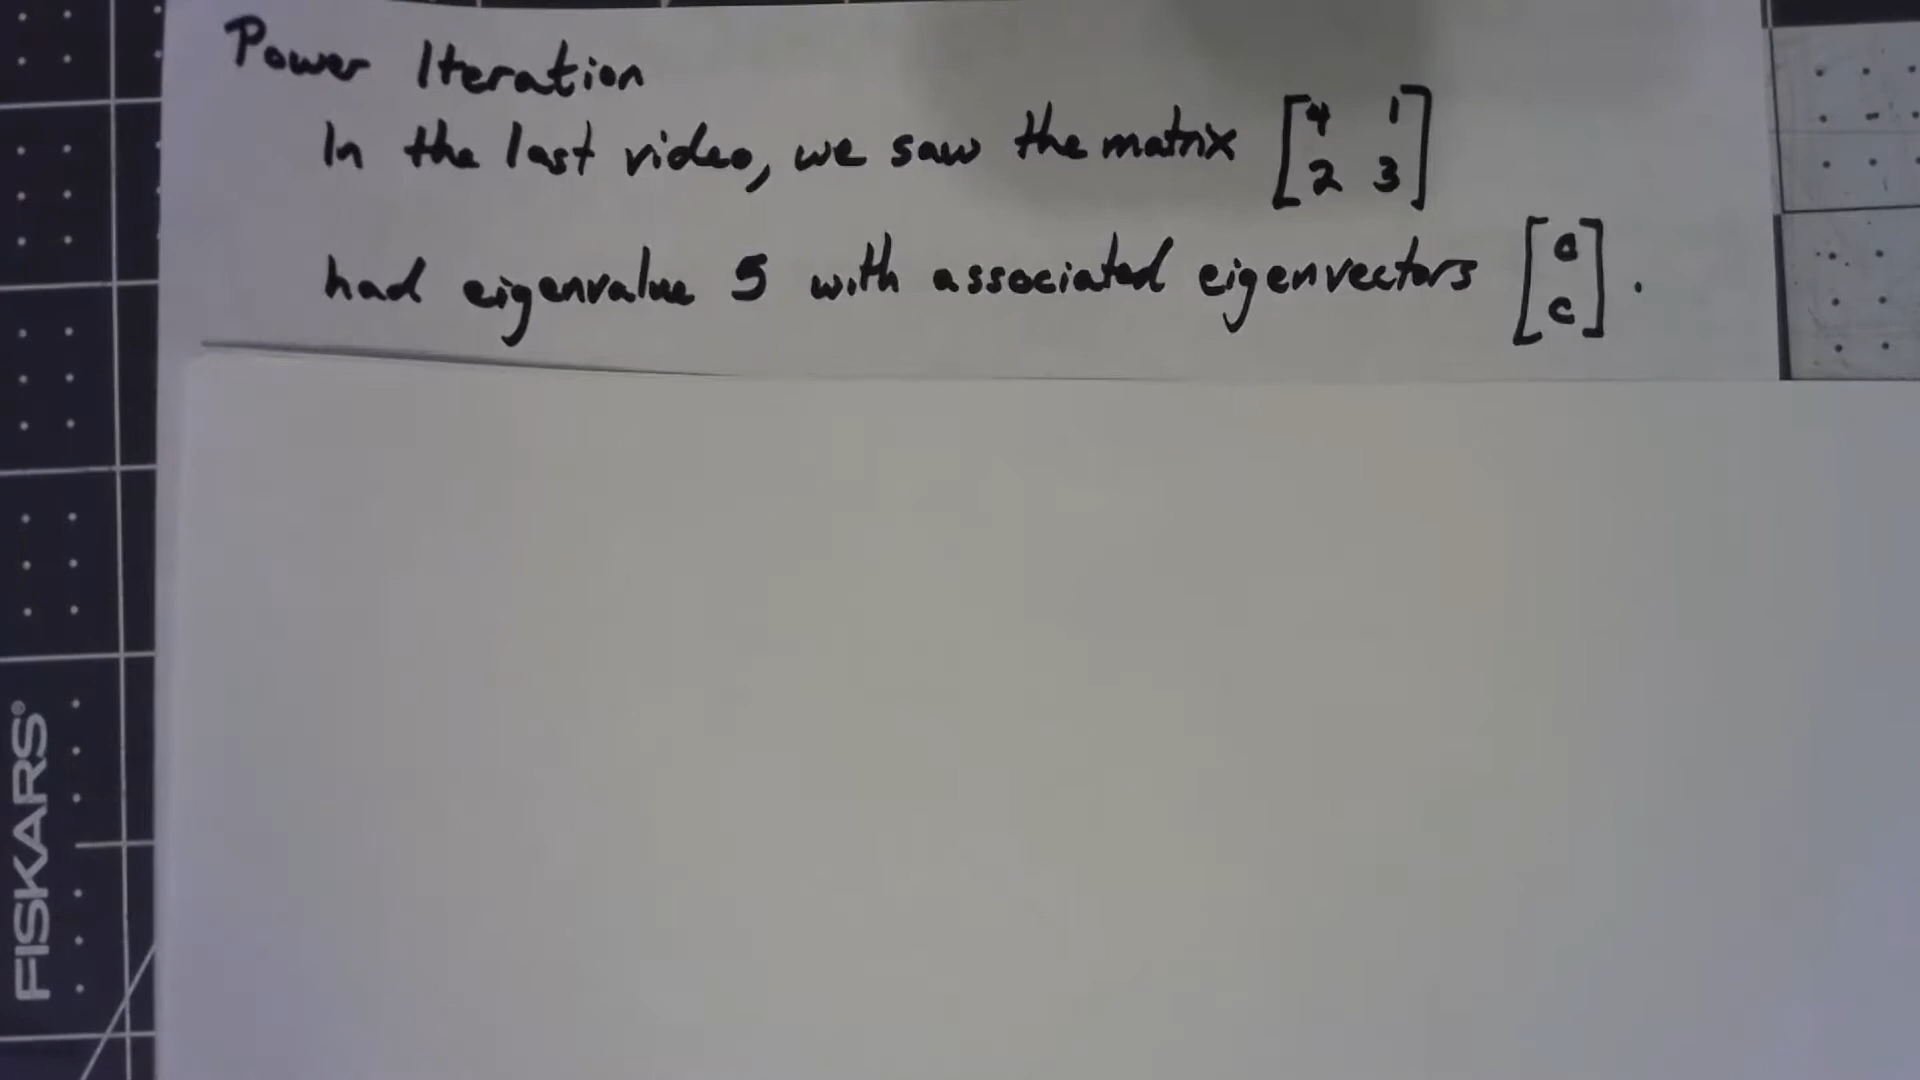 Power Iteration
In the last video, we saw the matrix [4 1
2 3]
had eigenvalue 5 with associated eigenvectors [c
c].
FISKARS®